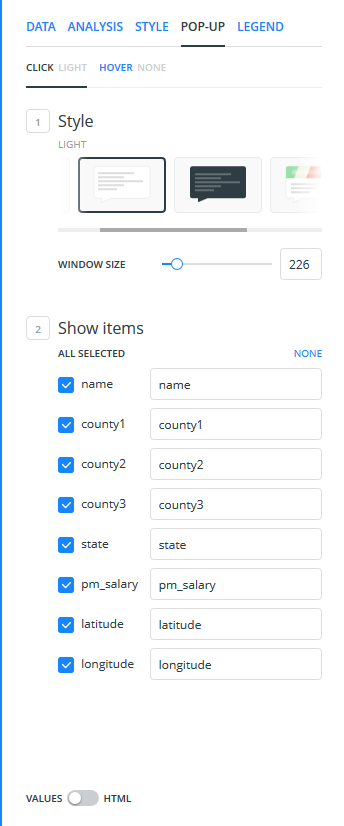 DATA ANALYSIS STYLE POP-UP LEGEND
CLICK LIGHT HOVER NONE
1 Style
LIGHT
WINDOW SIZE 226
2 Show items
ALL SELECTED NONE
name name
county1 county1
county2 county2
county3 county3
state state
pm_salary pm_salary
latitude latitude
longitude longitude
VALUES HTML